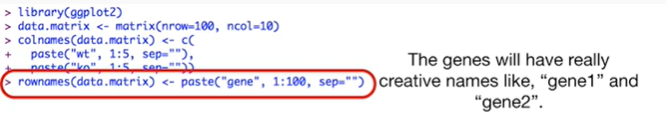 > library(ggplot2)
> data.matrix <- matrix(nrow=100, ncol=10)
> colnames(data.matrix) <- c(
+   paste("wt", 1:5, sep=""),
+   paste("ko", 1:5, sep=""))
> rownames(data.matrix) <- paste("gene", 1:100, sep="")
The genes will have really
creative names like, “gene1” and
“gene2”.